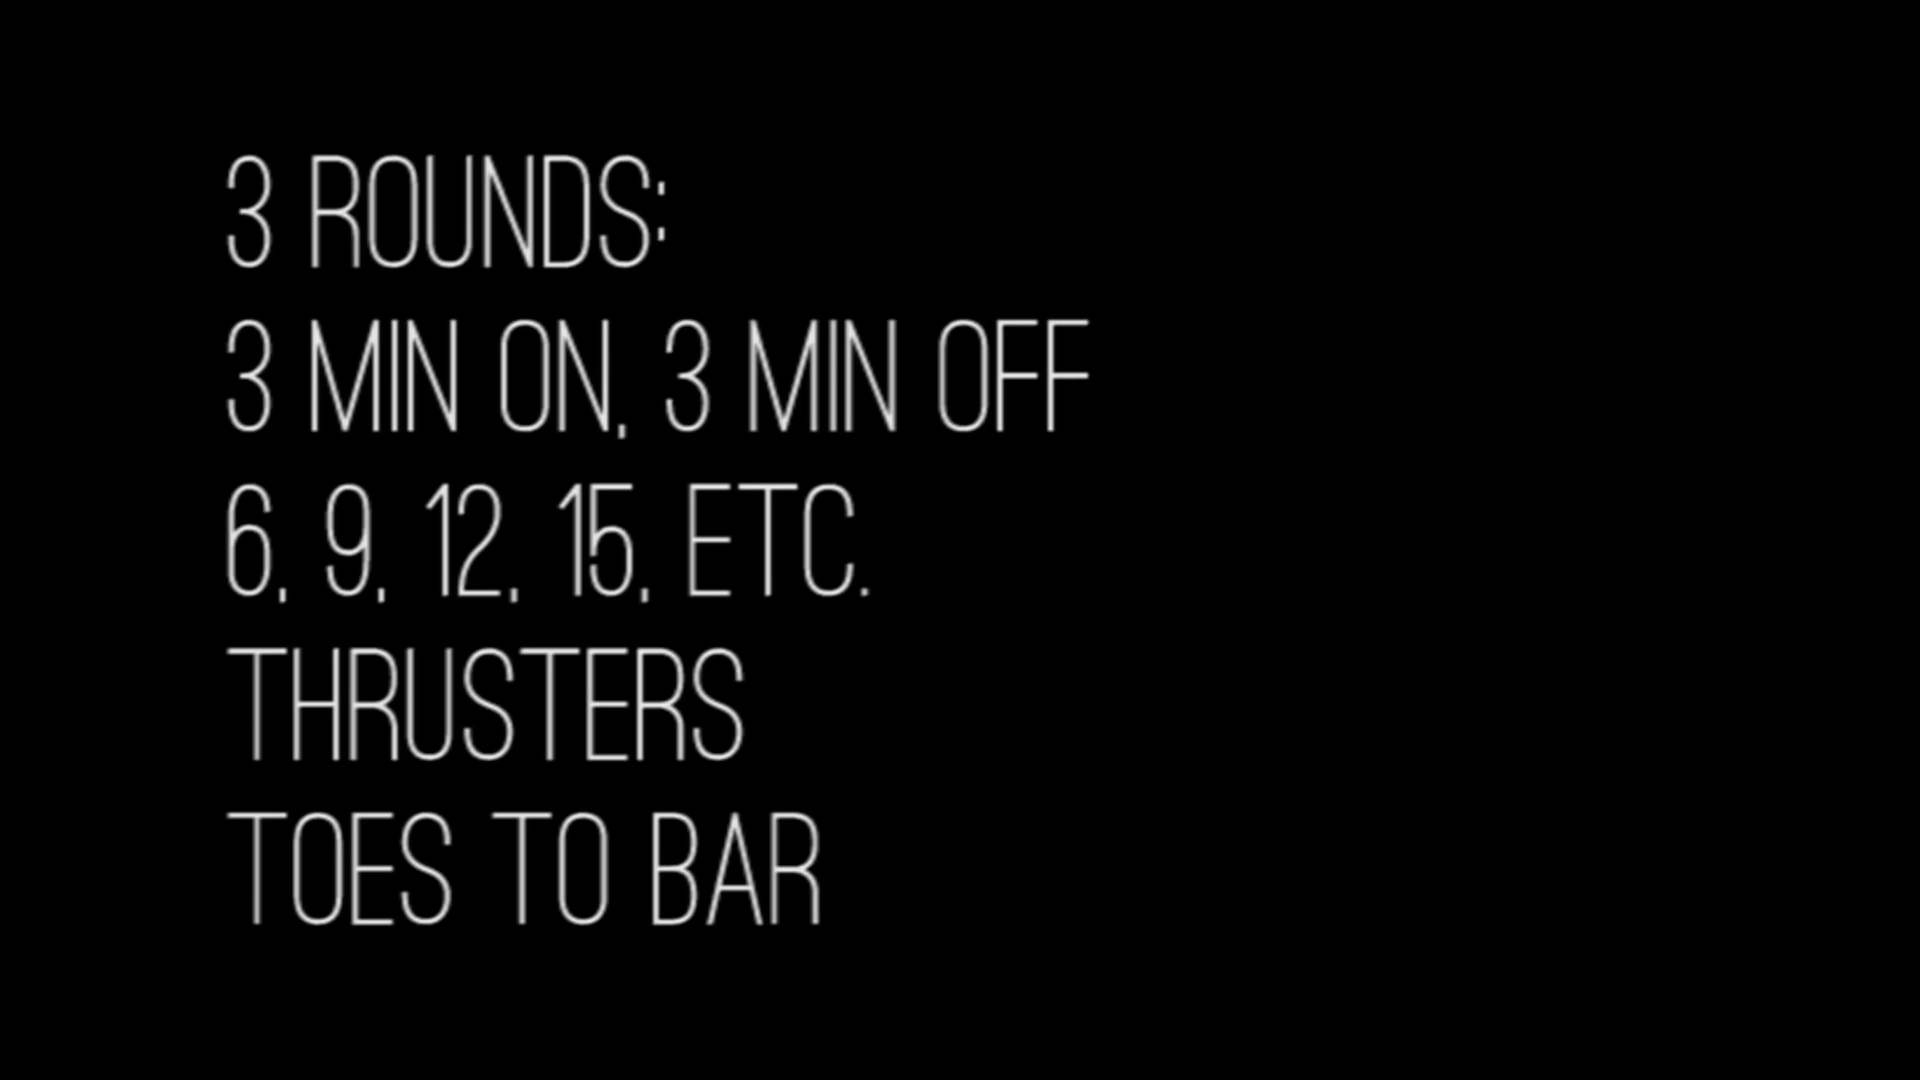 3 ROUNDS:
3 MIN ON, 3 MIN OFF
6, 9, 12, 15, ETC.
THRUSTERS
TOES TO BAR